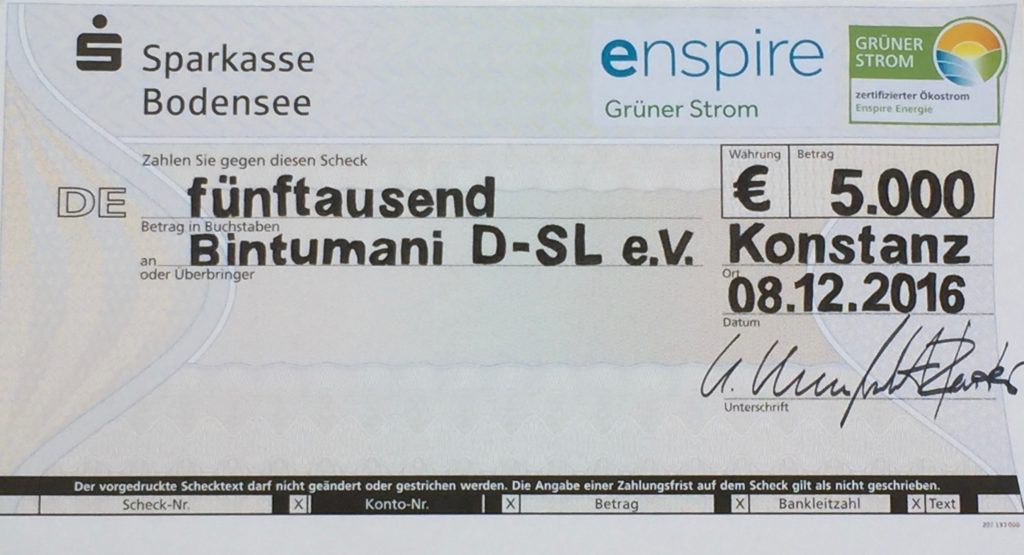 Sparkasse
Bodensee
enspire
Grüner Strom
GRÜNER
STROM
zertifizierter Ökostrom
Enspire Energie
Zahlen Sie gegen diesen Scheck
Währung Betrag
DE fünftausend € 5.000
Betrag in Buchstaben
an Bintumani D-SL e.V. Konstanz
oder Überbringer
Ort
08.12.2016
Datum
Unterschrift
Der vorgedruckte Schecktext darf nicht geändert oder gestrichen werden. Die Angabe einer Zahlungsfrist auf dem Scheck gilt als nicht geschrieben.
Scheck-Nr. X Konto-Nr. X Betrag X Bankleitzahl X Text